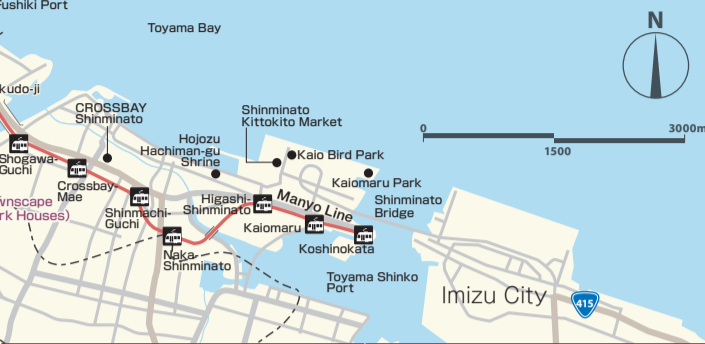 Fushiki Port
Toyama Bay
N
kudo-ji
CROSSBAY
Shinminato
Shinminato
Kittokito Market
0
3000m
1500
Hojozu
Hachiman-gu
Shrine
Kaio Bird Park
Shogawa-
Guchi
Kaiomaru Park
Crossbay-
Mae
wnscape
rk Houses)
Shinmachi-
Guchi
Higashi-
Shinminato
Manyo Line
Shinminato
Bridge
Kaiomaru
Koshinokata
Naka-
Shinminato
Toyama Shinko
Port
Imizu City
415